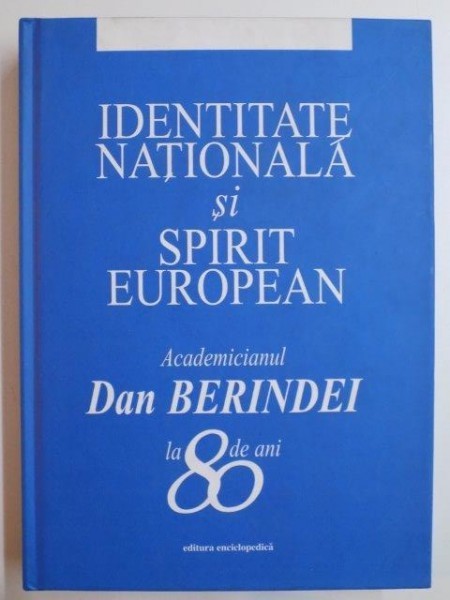 IDENTITATE
NAȚIONALĂ
și
SPIRIT
EUROPEAN
Academicianul
Dan BERINDEI
la 80 de ani
editura enciclopedică